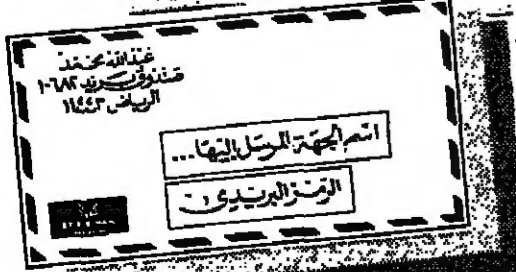 عبدالله محمد
صندوق بريد ١٠٦٨٢
الرياض ١١٤٤٣
اسم الجهة المرسل إليها...
الرمز البريدي: